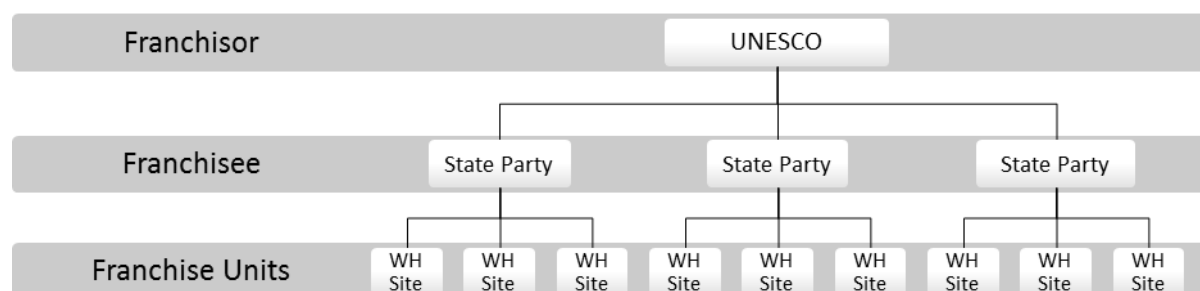 Franchisor
UNESCO
Franchisee
State Party
State Party
State Party
Franchise Units
WH
Site
WH
Site
WH
Site
WH
Site
WH
Site
WH
Site
WH
Site
WH
Site
WH
Site